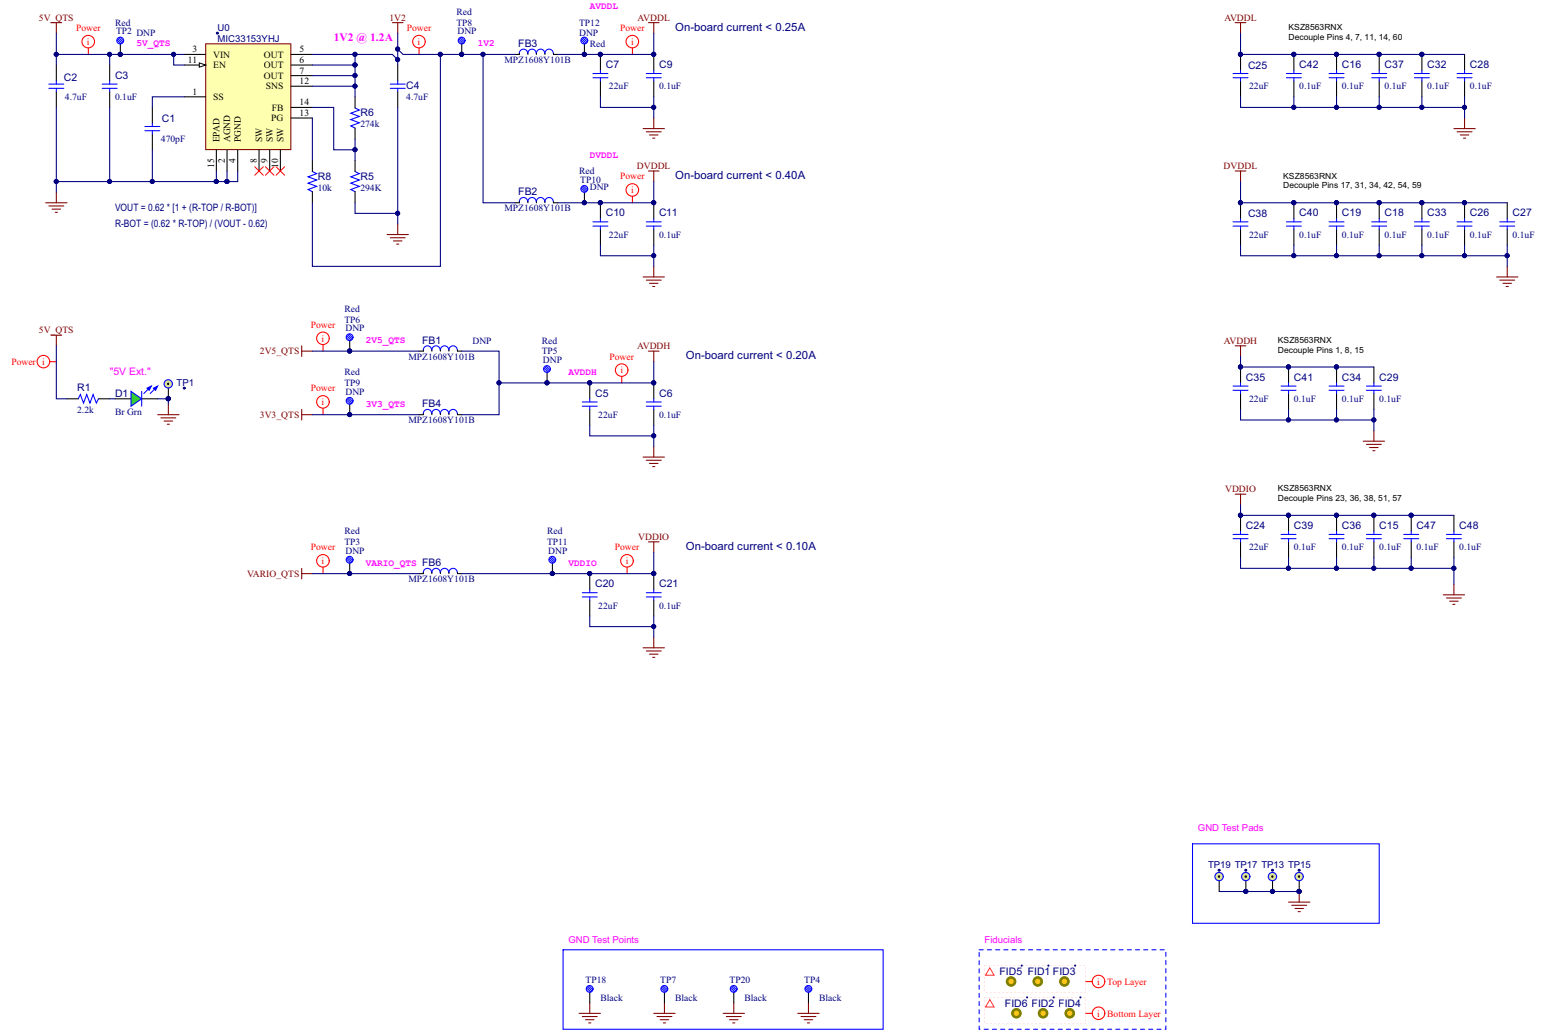 5V_QTS
Power
Red
TP2
DNP
5V_QTS
C2
4.7uF
C3
0.1uF
C1
470pF
U0
MIC33153YHJ
3
VIN
11
EN
1
SS
OUT
5
OUT
6
OUT
7
SNS
12
FB
14
PG
13
EPAD
AGND
PGND
SW
SW
SW
15
2
4
8
9
10
VOUT = 0.62 * [1 + (R-TOP / R-BOT)]
R-BOT = (0.62 * R-TOP) / (VOUT - 0.62)
1V2 @ 1.2A
1V2
Power
R6
274k
R5
294K
R8
10k
C4
4.7uF
Red
TP8
DNP
1V2
FB3
MPZ1608Y101B
AVDDL
TP12
DNP
Red
Power
AVDDL
On-board current < 0.25A
C7
22uF
C9
0.1uF
DVDDL
Red
TP10
DNP
Power
DVDDL
On-board current < 0.40A
FB2
MPZ1608Y101B
C10
22uF
C11
0.1uF
5V_QTS
Power
"5V Ext."
R1
2.2k
D1
Br Grn
TP1
2V5_QTS
Power
Red
TP6
DNP
2V5_QTS
FB1
MPZ1608Y101B
DNP
3V3_QTS
Power
Red
TP9
DNP
3V3_QTS
FB4
MPZ1608Y101B
Red
TP5
DNP
AVDDH
Power
AVDDH
On-board current < 0.20A
C5
22uF
C6
0.1uF
VARIO_QTS
Power
Red
TP3
DNP
VARIO_QTS
FB6
MPZ1608Y101B
Red
TP11
DNP
VDDIO
Power
VDDIO
On-board current < 0.10A
C20
22uF
C21
0.1uF
AVDDL
KSZ8563RNX
Decouple Pins 4, 7, 11, 14, 60
C25
22uF
C42
0.1uF
C16
0.1uF
C37
0.1uF
C32
0.1uF
C28
0.1uF
DVDDL
KSZ8563RNX
Decouple Pins 17, 31, 34, 42, 54, 59
C38
22uF
C40
0.1uF
C19
0.1uF
C18
0.1uF
C33
0.1uF
C26
0.1uF
C27
0.1uF
AVDDH
KSZ8563RNX
Decouple Pins 1, 8, 15
C35
22uF
C41
0.1uF
C34
0.1uF
C29
0.1uF
VDDIO
KSZ8563RNX
Decouple Pins 23, 36, 38, 51, 57
C24
22uF
C39
0.1uF
C36
0.1uF
C15
0.1uF
C47
0.1uF
C48
0.1uF
GND Test Pads
TP19 TP17 TP13 TP15
GND Test Points
TP18
Black
TP7
Black
TP20
Black
TP4
Black
Fiducials
FID5 FID1 FID3
Top Layer
FID6 FID2 FID4
Bottom Layer